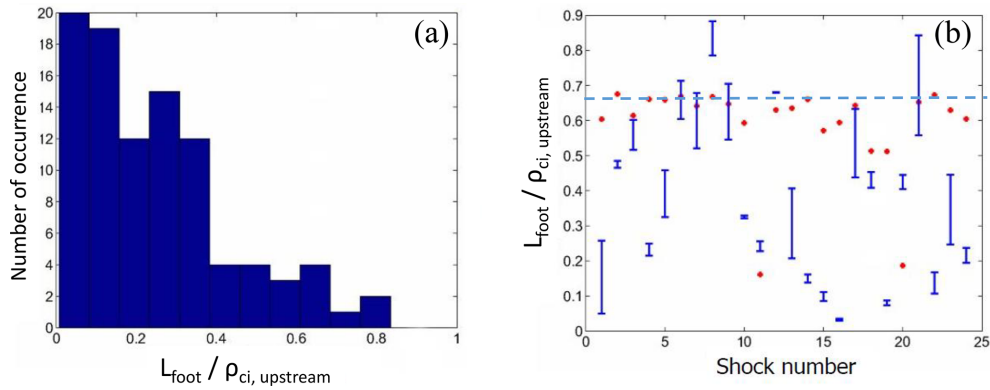 (a)
Number of occurrence
20
18
16
14
12
10
8
6
4
2
0
0 0.2 0.4 0.6 0.8 1
L_foot / ρ_ci, upstream
(b)
L_foot / ρ_ci, upstream
0.9
0.8
0.7
0.6
0.5
0.4
0.3
0.2
0.1
0
0 5 10 15 20 25
Shock number